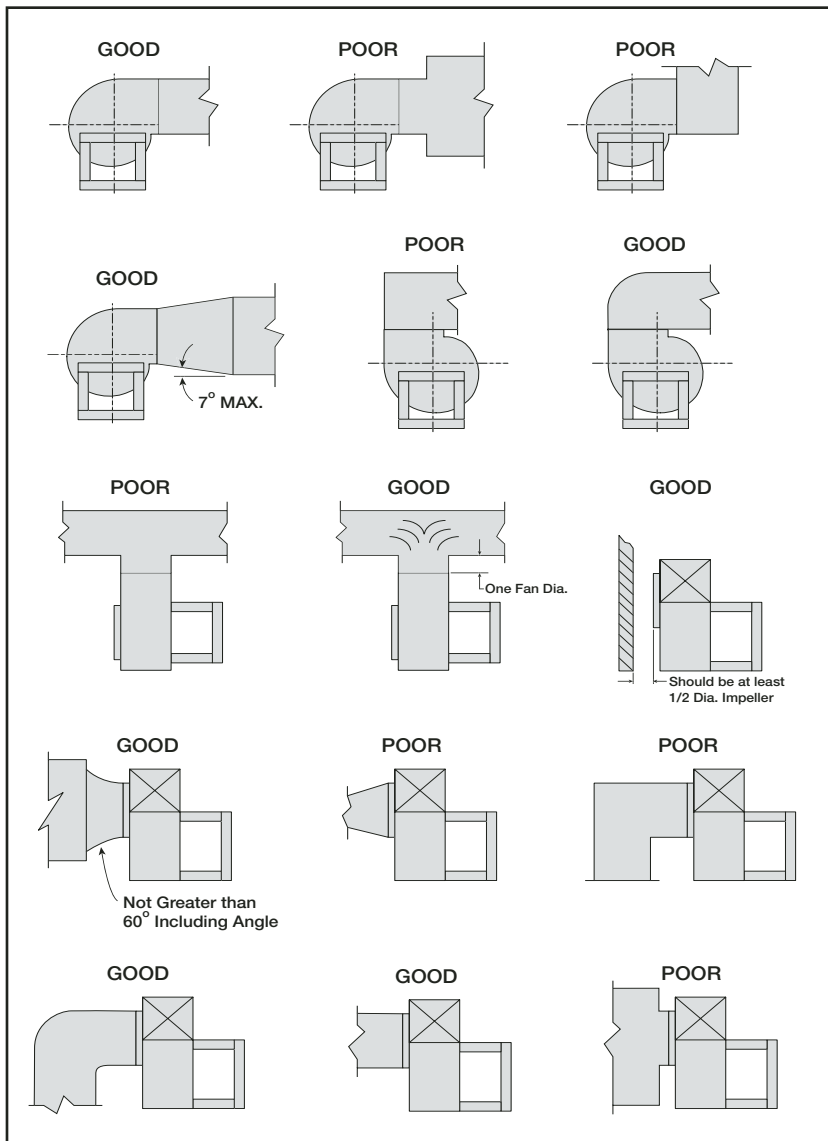 GOOD
POOR
POOR
GOOD
7° MAX.
POOR
GOOD
POOR
GOOD
One Fan Dia.
GOOD
Should be at least
1/2 Dia. Impeller
GOOD
Not Greater than
60° Including Angle
POOR
POOR
GOOD
GOOD
POOR